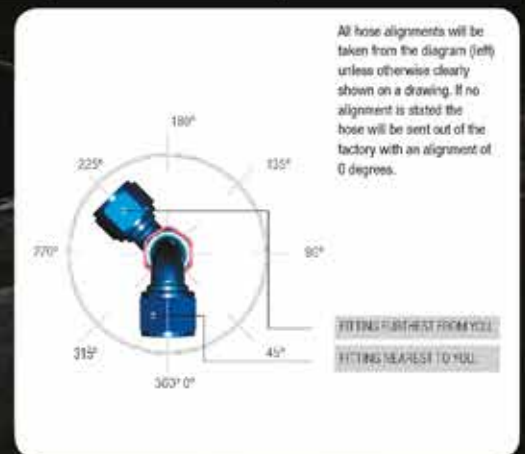 All hose alignments will be
taken from the diagram (left)
unless otherwise clearly
shown on a drawing. If no
alignment is stated the
hose will be sent out of the
factory with an alignment of
0 degrees.
180°
225°
135°
270°
90°
315°
45°
360° 0°
FITTING FURTHEST FROM YOU.
FITTING NEAREST TO YOU.